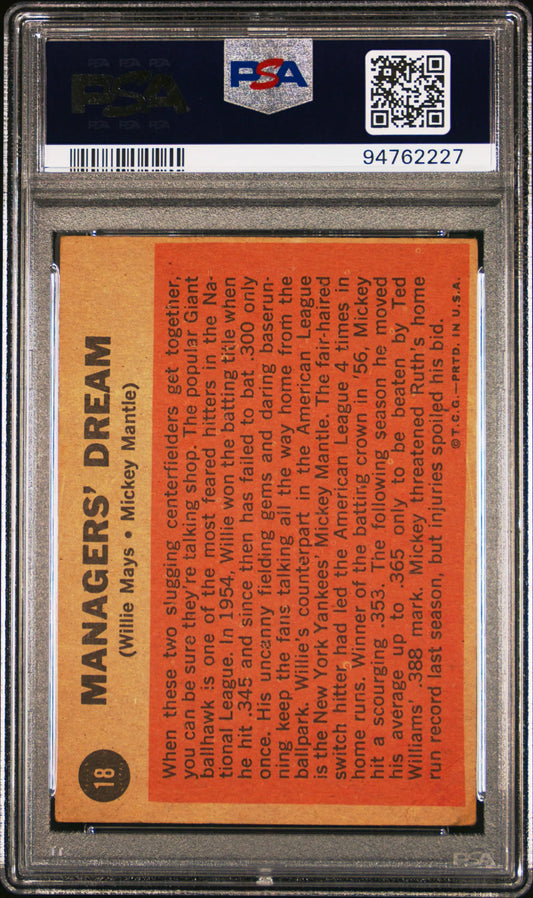 PSA
PSA
94762227
18
MANAGERS' DREAM
(Willie Mays • Mickey Mantle)
When these two slugging centerfielders get together,
you can be sure they're talking shop. The popular Giant
ballhawk is one of the most feared hitters in the Na-
tional League. In 1954, Willie won the batting title when
he hit .345 and since then has failed to bat .300 only
once. His uncanny fielding gems and daring baserun-
ning keep the fans talking all the way home from the
ballpark. Willie's counterpart in the American League
is the New York Yankees' Mickey Mantle. The fair-haired
switch hitter, had led the American League 4 times in
home runs. Winner of the batting crown in '56, Mickey
hit a scourging .353. The following season he moved
his average up to .365 only to be beaten by Ted
Williams' .388 mark. Mickey threatened Ruth's home
run record last season, but injuries spoiled his bid.
© T.C.G.—PRTD. IN U.S.A.
PSA